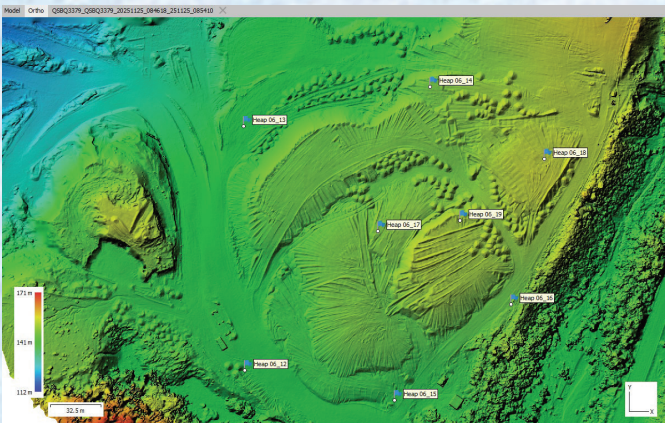 Model Ortho QSBQ3379_QSBQ3379_20251125_084618_251125_085410
Heap 06_14
Heap 06_13
Heap 06_18
Heap 06_19
Heap 06_17
171 m
Heap 06_16
141 m
Heap 06_12
112 m
Heap 06_15
32.5 m
Y
X